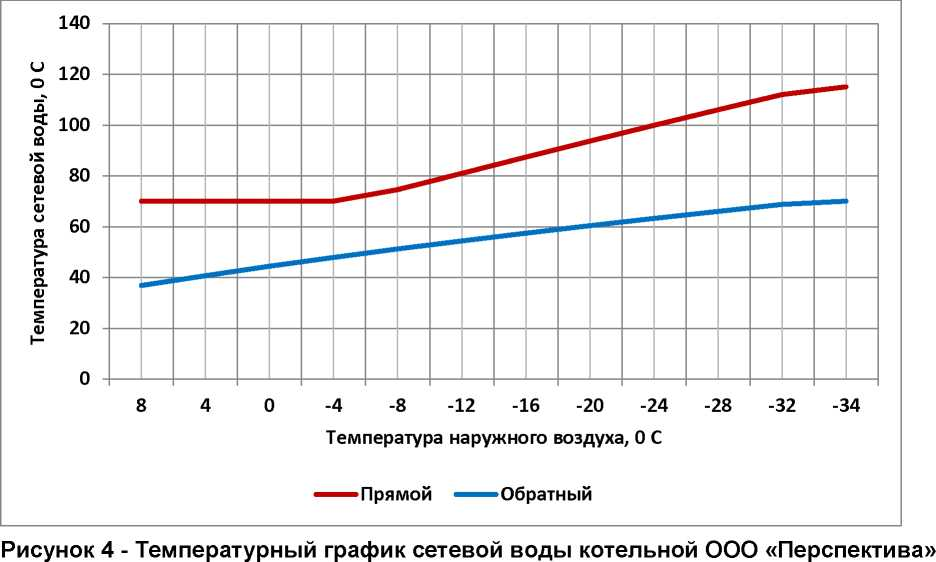 140
120
100
80
60
40
20
0
Температура сетевой воды, 0 С
8 4 0 -4 -8 -12 -16 -20 -24 -28 -32 -34
Температура наружного воздуха, 0 С
Прямой Обратный
Рисунок 4 - Температурный график сетевой воды котельной ООО «Перспектива»